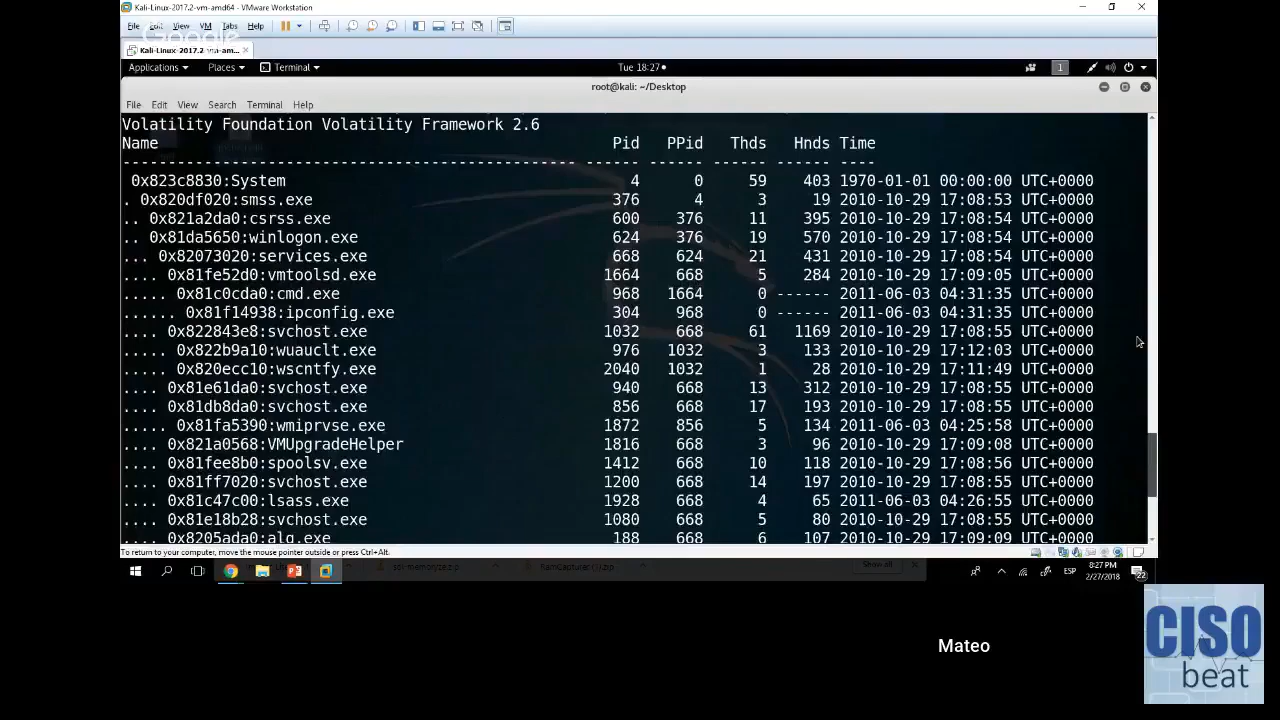 Kali-Linux-2017.2-vm-amd64 - VMware Workstation
File Edit View VM Tabs Help
Google
Kali-Linux-2017.2-vm-am...
Applications Places Terminal Tue 18:27 1
root@kali: ~/Desktop
File Edit View Search Terminal Help
Volatility Foundation Volatility Framework 2.6
Name Pid PPid Thds Hnds Time
-------------------------------------------------- ------ ------ ------ ------ ----
0x823c8830:System 4 0 59 403 1970-01-01 00:00:00 UTC+0000
. 0x820df020:smss.exe 376 4 3 19 2010-10-29 17:08:53 UTC+0000
.. 0x821a2da0:csrss.exe 600 376 11 395 2010-10-29 17:08:54 UTC+0000
.. 0x81da5650:winlogon.exe 624 376 19 570 2010-10-29 17:08:54 UTC+0000
... 0x82073020:services.exe 668 624 21 431 2010-10-29 17:08:54 UTC+0000
.... 0x81fe52d0:vmtoolsd.exe 1664 668 5 284 2010-10-29 17:09:05 UTC+0000
..... 0x81c0cda0:cmd.exe 968 1664 0 ------ 2011-06-03 04:31:35 UTC+0000
...... 0x81f14938:ipconfig.exe 304 968 0 ------ 2011-06-03 04:31:35 UTC+0000
.... 0x822843e8:svchost.exe 1032 668 61 1169 2010-10-29 17:08:55 UTC+0000
..... 0x822b9a10:wuauclt.exe 976 1032 3 133 2010-10-29 17:12:03 UTC+0000
..... 0x820ecc10:wscntfy.exe 2040 1032 1 28 2010-10-29 17:11:49 UTC+0000
.... 0x81e61da0:svchost.exe 940 668 13 312 2010-10-29 17:08:55 UTC+0000
.... 0x81db8da0:svchost.exe 856 668 17 193 2010-10-29 17:08:55 UTC+0000
..... 0x81fa5390:wmiprvse.exe 1872 856 5 134 2011-06-03 04:25:58 UTC+0000
.... 0x821a0568:VMUpgradeHelper 1816 668 3 96 2010-10-29 17:09:08 UTC+0000
.... 0x81fee8b0:spoolsv.exe 1412 668 10 118 2010-10-29 17:08:56 UTC+0000
.... 0x81ff7020:svchost.exe 1200 668 14 197 2010-10-29 17:08:55 UTC+0000
.... 0x81c47c00:lsass.exe 1928 668 4 65 2011-06-03 04:26:55 UTC+0000
.... 0x81e18b28:svchost.exe 1080 668 5 80 2010-10-29 17:08:55 UTC+0000
.... 0x8205ada0:alg.exe 188 668 6 107 2010-10-29 17:09:09 UTC+0000
To return to your computer, move the mouse pointer outside or press Ctrl+Alt.
Show all
ESP 8:27 PM
2/27/2018 22
Mateo
CISO
beat